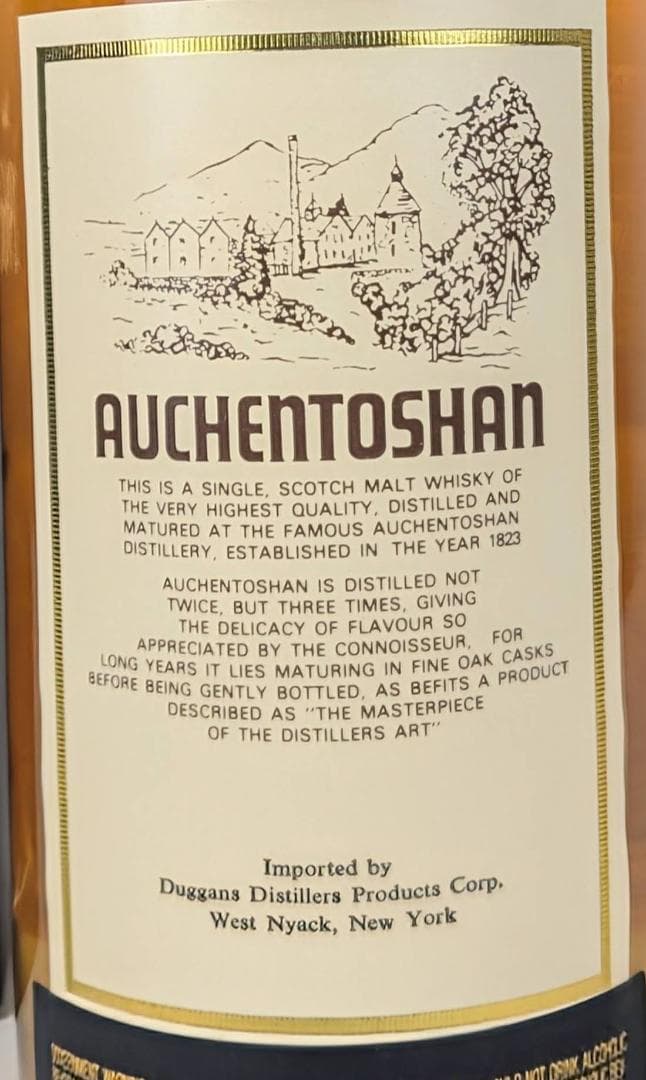 AUCHENTOSHAN
THIS IS A SINGLE, SCOTCH MALT WHISKY OF
THE VERY HIGHEST QUALITY, DISTILLED AND
MATURED AT THE FAMOUS AUCHENTOSHAN
DISTILLERY, ESTABLISHED IN THE YEAR 1823
AUCHENTOSHAN IS DISTILLED NOT
TWICE, BUT THREE TIMES, GIVING
THE DELICACY OF FLAVOUR SO
APPRECIATED BY THE CONNOISSEUR, FOR
LONG YEARS IT LIES MATURING IN FINE OAK CASKS
BEFORE BEING GENTLY BOTTLED, AS BEFITS A PRODUCT
DESCRIBED AS "THE MASTERPIECE
OF THE DISTILLERS ART"
Imported by
Duggans Distillers Products Corp.
West Nyack, New York
NOT DRINK ALCOHOLIC